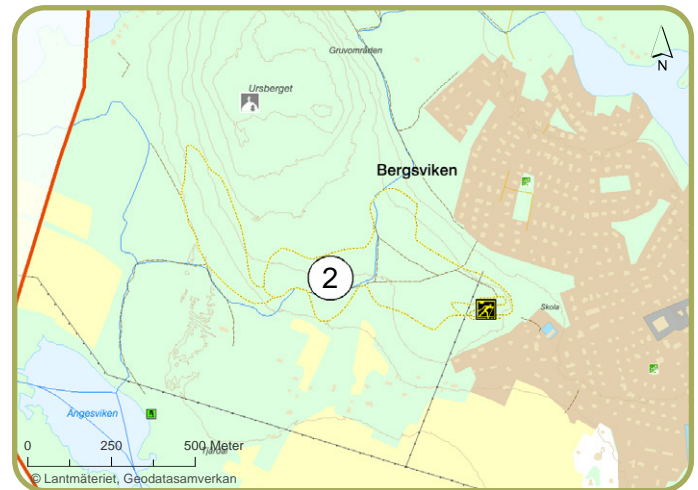 Gruvområden
N
Ursberget
Bergsviken
2
Skola
Ängesviken
0 250 500 Meter
© Lantmäteriet, Geodatasamverkan